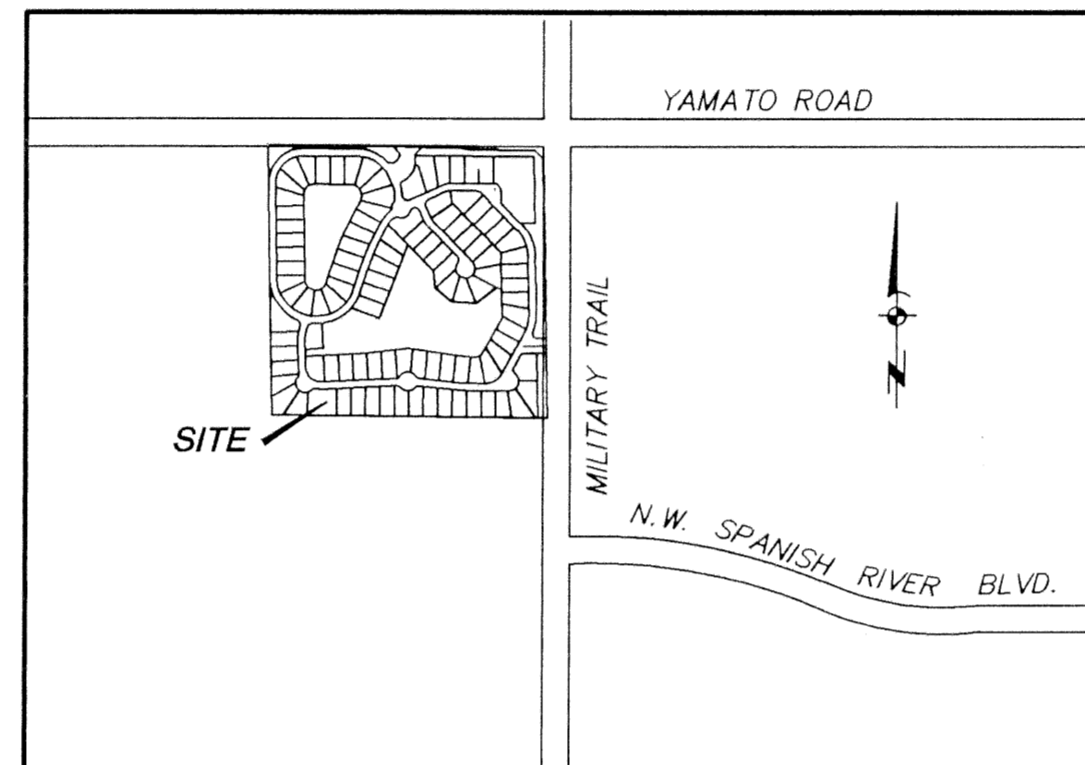 YAMATO ROAD
MILITARY TRAIL
SITE
N.W. SPANISH RIVER BLVD.
N